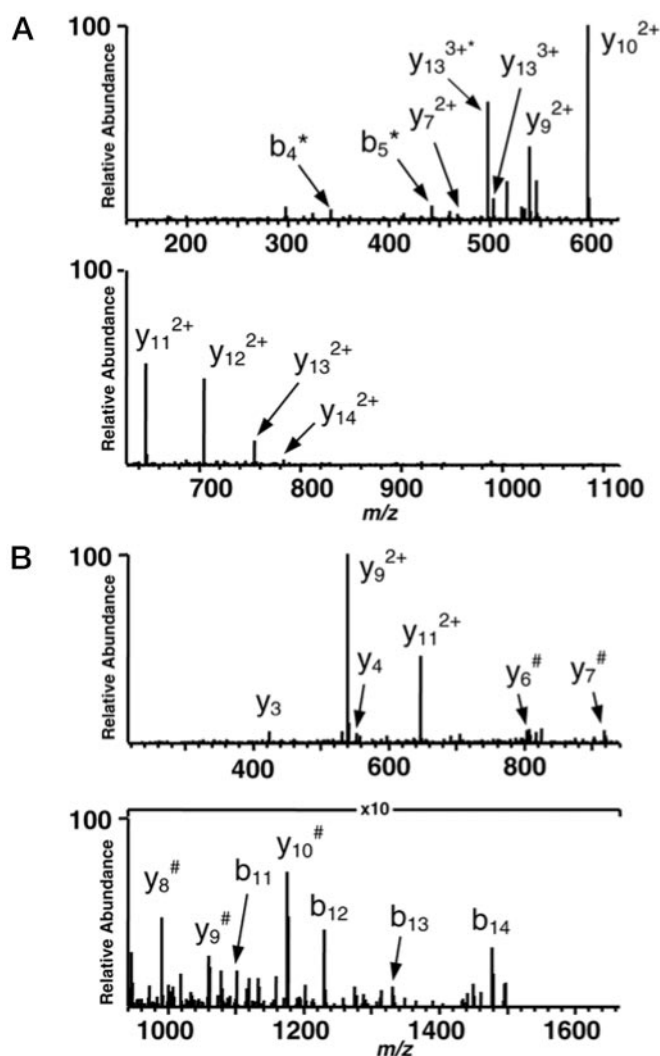 A
100
Relative Abundance
b4*
b5*
y13 3+*
y7 2+
y13 3+
y9 2+
y10 2+
200 300 400 500 600
100
Relative Abundance
y11 2+
y12 2+
y13 2+
y14 2+
700 800 900 1000 1100
m/z
B
100
Relative Abundance
y3
y9 2+
y4
y11 2+
y6#
y7#
400 600 800
x10
100
Relative Abundance
y8#
y9#
b11
y10#
b12
b13
b14
1000 1200 1400 1600
m/z